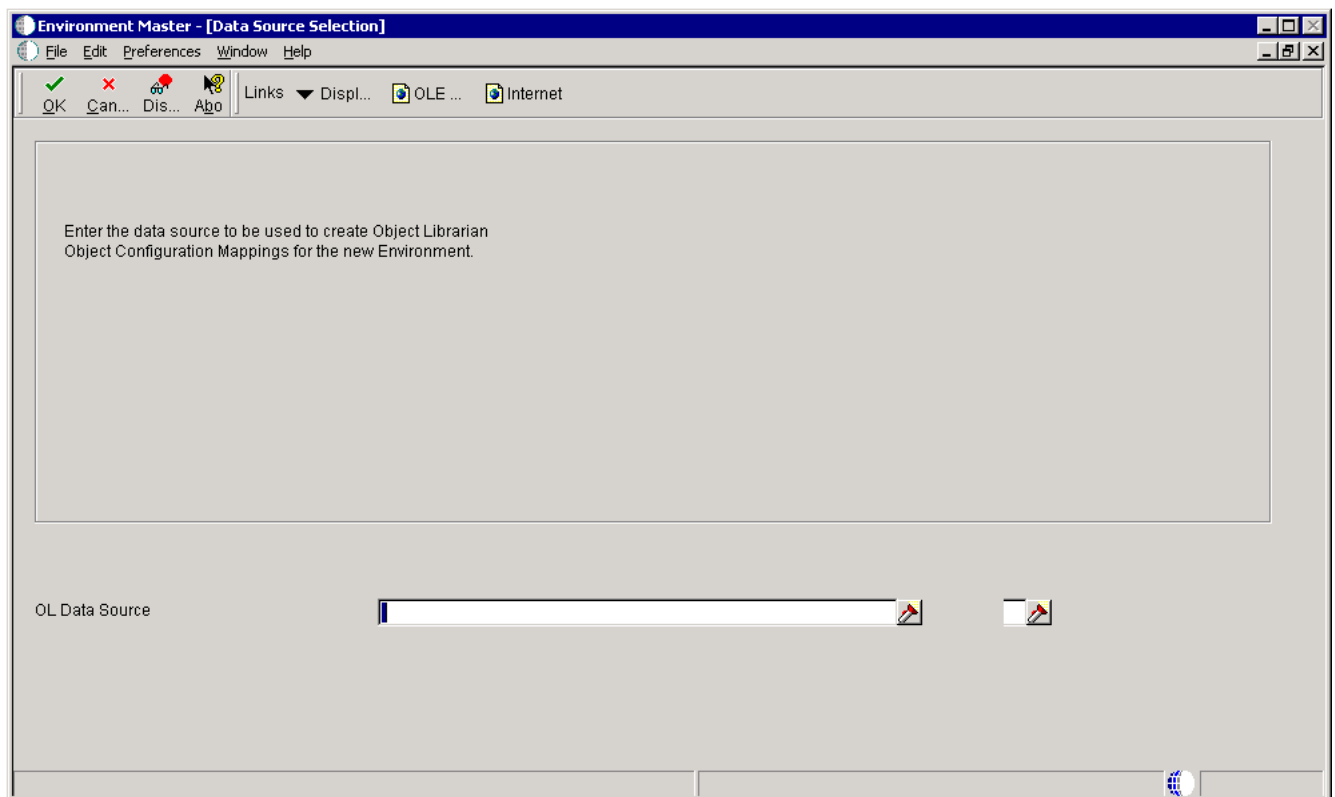 Environment Master - [Data Source Selection]
File Edit Preferences Window Help
OK Can... Dis... Abo Links Displ... OLE ... Internet
Enter the data source to be used to create Object Librarian
Object Configuration Mappings for the new Environment.
OL Data Source